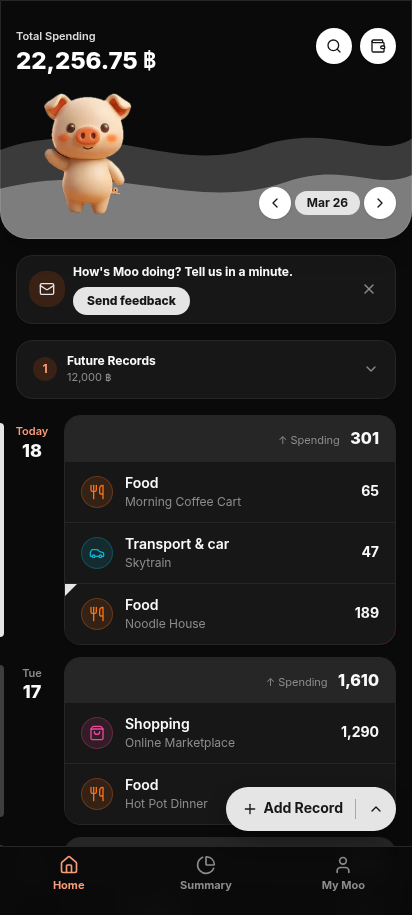 Total Spending
22,256.75 ฿
Mar 26
How's Moo doing? Tell us in a minute.
Send feedback
1
Future Records
12,000 ฿
Today
18
↑ Spending 301
Food
Morning Coffee Cart
65
Transport & car
Skytrain
47
Food
Noodle House
189
Tue
17
↑ Spending 1,610
Shopping
Online Marketplace
1,290
Food
Hot Pot Dinner
+ Add Record
Home
Summary
My Moo